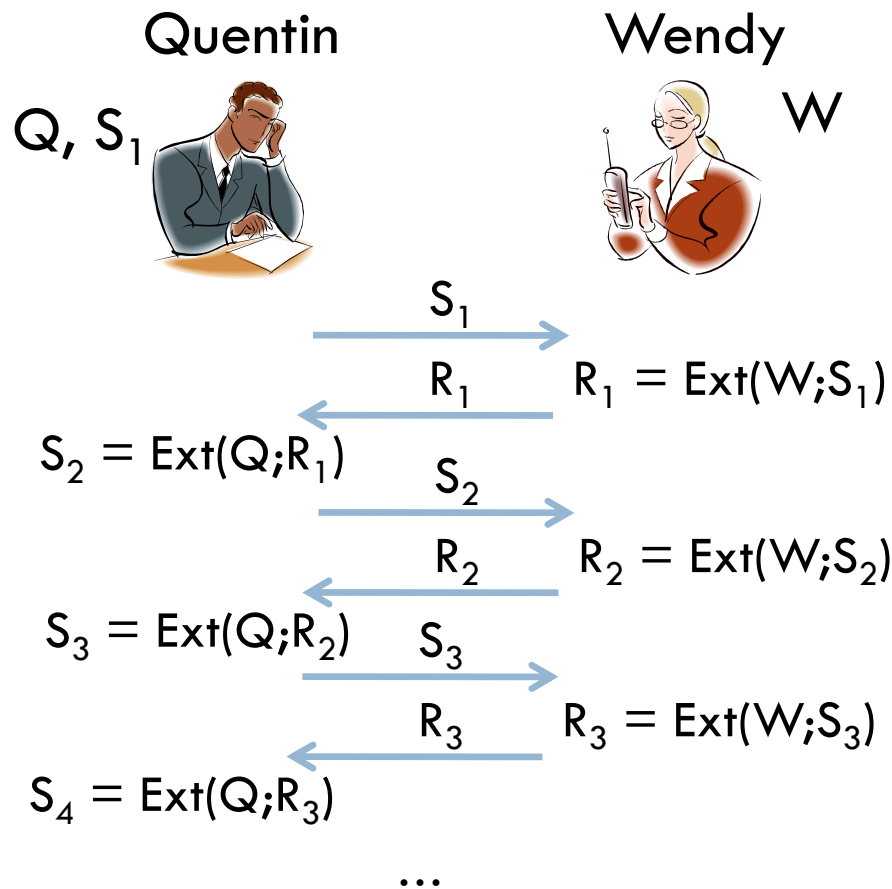 Quentin Wendy
Q, S₁ W
S₁
R₁ R₁ = Ext(W;S₁)
S₂ = Ext(Q;R₁)
S₂
R₂ R₂ = Ext(W;S₂)
S₃ = Ext(Q;R₂)
S₃
R₃ R₃ = Ext(W;S₃)
S₄ = Ext(Q;R₃)
...